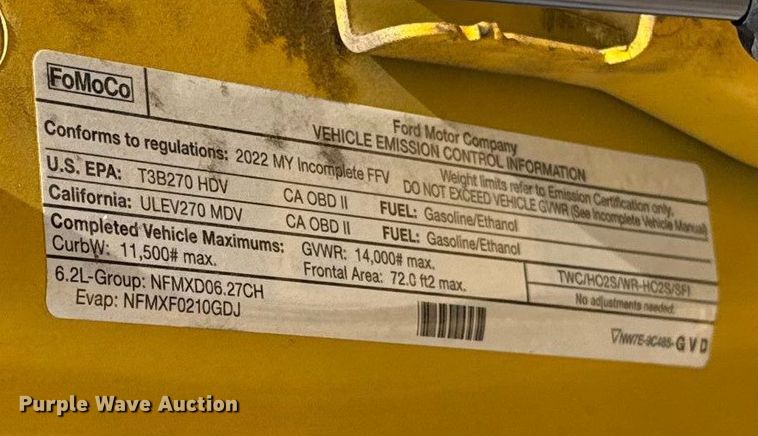 FoMoCo
Ford Motor Company
VEHICLE EMISSION CONTROL INFORMATION
Conforms to regulations: 2022 MY Incomplete FFV
Weight limits refer to Emission Certification only.
DO NOT EXCEED VEHICLE GVWR (See Incomplete Vehicle Manual)
U.S. EPA: T3B270 HDV CA OBD II FUEL: Gasoline/Ethanol
California: ULEV270 MDV CA OBD II FUEL: Gasoline/Ethanol
Completed Vehicle Maximums: GVWR: 14,000# max.
CurbW: 11,500# max. Frontal Area: 72.0 ft2 max.
TWC/HO2S/WR-HO2S/SFI
No adjustments needed.
6.2L-Group: NFMXD06.27CH
Evap: NFMXF0210GDJ
NW7E-9C485- G V D
Purple Wave Auction